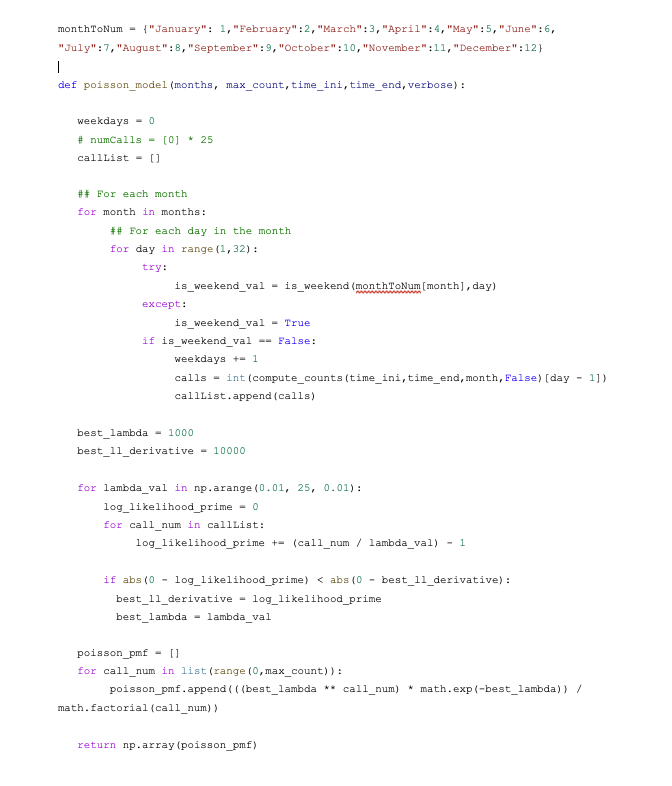 monthToNum = {"January": 1,"February":2,"March":3,"April":4,"May":5,"June":6,
"July":7,"August":8,"September":9,"October":10,"November":11,"December":12}
def poisson_model(months, max_count,time_ini,time_end,verbose):
weekdays = 0
# numCalls = [0] * 25
callList = []
## For each month
for month in months:
## For each day in the month
for day in range(1,32):
try:
is_weekend_val = is_weekend(monthToNum[month],day)
except:
is_weekend_val = True
if is_weekend_val == False:
weekdays += 1
calls = int(compute_counts(time_ini,time_end,month,False)[day - 1])
callList.append(calls)
best_lambda = 1000
best_ll_derivative = 10000
for lambda_val in np.arange(0.01, 25, 0.01):
log_likelihood_prime = 0
for call_num in callList:
log_likelihood_prime += (call_num / lambda_val) - 1
if abs(0 - log_likelihood_prime) < abs(0 - best_ll_derivative):
best_ll_derivative = log_likelihood_prime
best_lambda = lambda_val
poisson_pmf = []
for call_num in list(range(0,max_count)):
poisson_pmf.append(((best_lambda ** call_num) * math.exp(-best_lambda)) /
math.factorial(call_num))
return np.array(poisson_pmf)